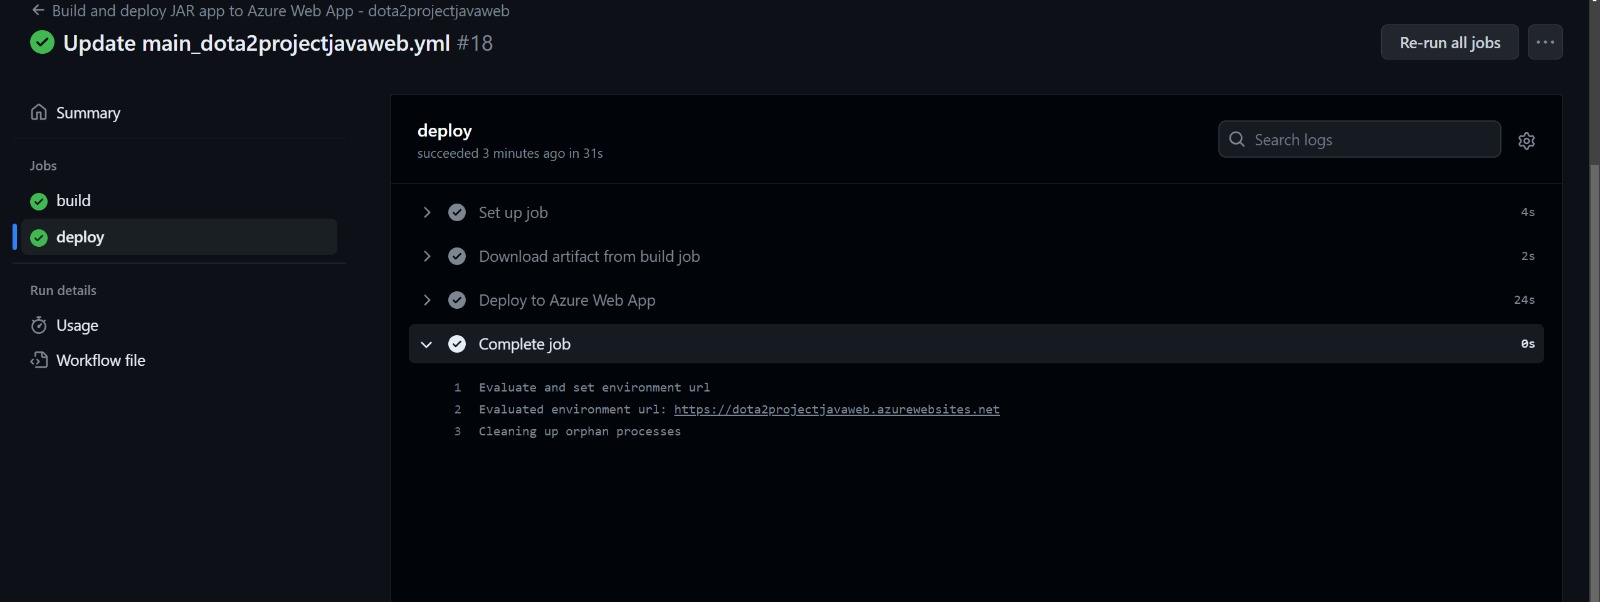 ← Build and deploy JAR app to Azure Web App - dota2projectjavaweb
Update main_dota2projectjavaweb.yml #18
Re-run all jobs
Summary
Jobs
build
deploy
Run details
Usage
Workflow file
deploy
succeeded 3 minutes ago in 31s
Search logs
Set up job 4s
Download artifact from build job 2s
Deploy to Azure Web App 24s
Complete job 0s
1 Evaluate and set environment url
2 Evaluated environment url: https://dota2projectjavaweb.azurewebsites.net
3 Cleaning up orphan processes